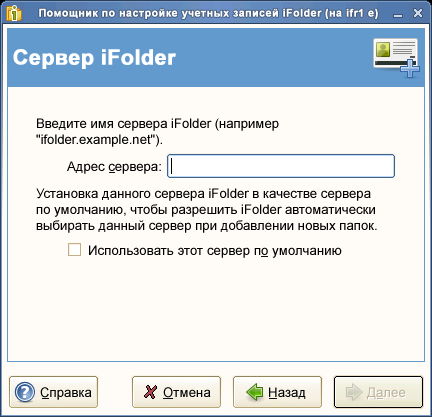 Помощник по настройке учетных записей iFolder (на ifr1 e)
Сервер iFolder
Введите имя сервера iFolder (например
"ifolder.example.net").
Адрес сервера:
Установка данного сервера iFolder в качестве сервера
по умолчанию, чтобы разрешить iFolder автоматически
выбирать данный сервер при добавлении новых папок.
Использовать этот сервер по умолчанию
Справка
Отмена
Назад
Далее